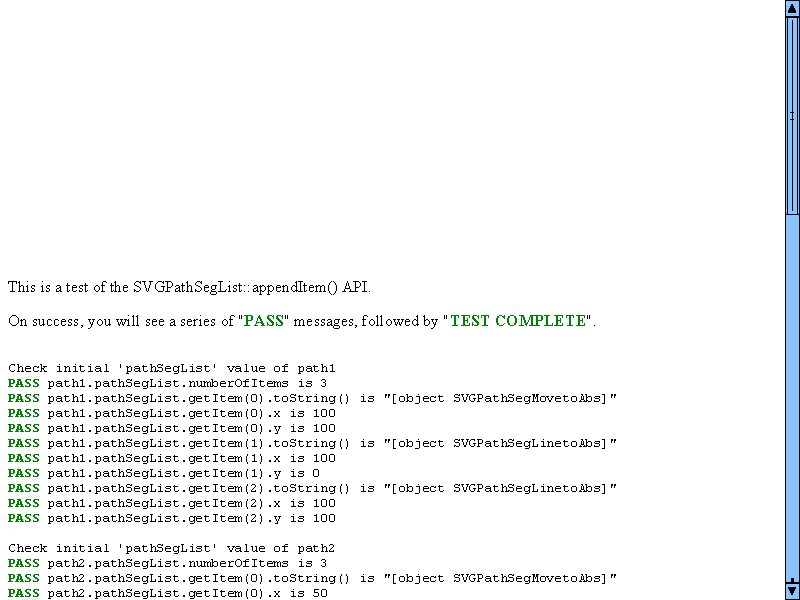 This is a test of the SVGPathSegList::appendItem() API.
On success, you will see a series of "PASS" messages, followed by "TEST COMPLETE".
Check initial 'pathSegList' value of path1
PASS path1.pathSegList.numberOfItems is 3
PASS path1.pathSegList.getItem(0).toString() is "[object SVGPathSegMovetoAbs]"
PASS path1.pathSegList.getItem(0).x is 100
PASS path1.pathSegList.getItem(0).y is 100
PASS path1.pathSegList.getItem(1).toString() is "[object SVGPathSegLinetoAbs]"
PASS path1.pathSegList.getItem(1).x is 100
PASS path1.pathSegList.getItem(1).y is 0
PASS path1.pathSegList.getItem(2).toString() is "[object SVGPathSegLinetoAbs]"
PASS path1.pathSegList.getItem(2).x is 100
PASS path1.pathSegList.getItem(2).y is 100
Check initial 'pathSegList' value of path2
PASS path2.pathSegList.numberOfItems is 3
PASS path2.pathSegList.getItem(0).toString() is "[object SVGPathSegMovetoAbs]"
PASS path2.pathSegList.getItem(0).x is 50